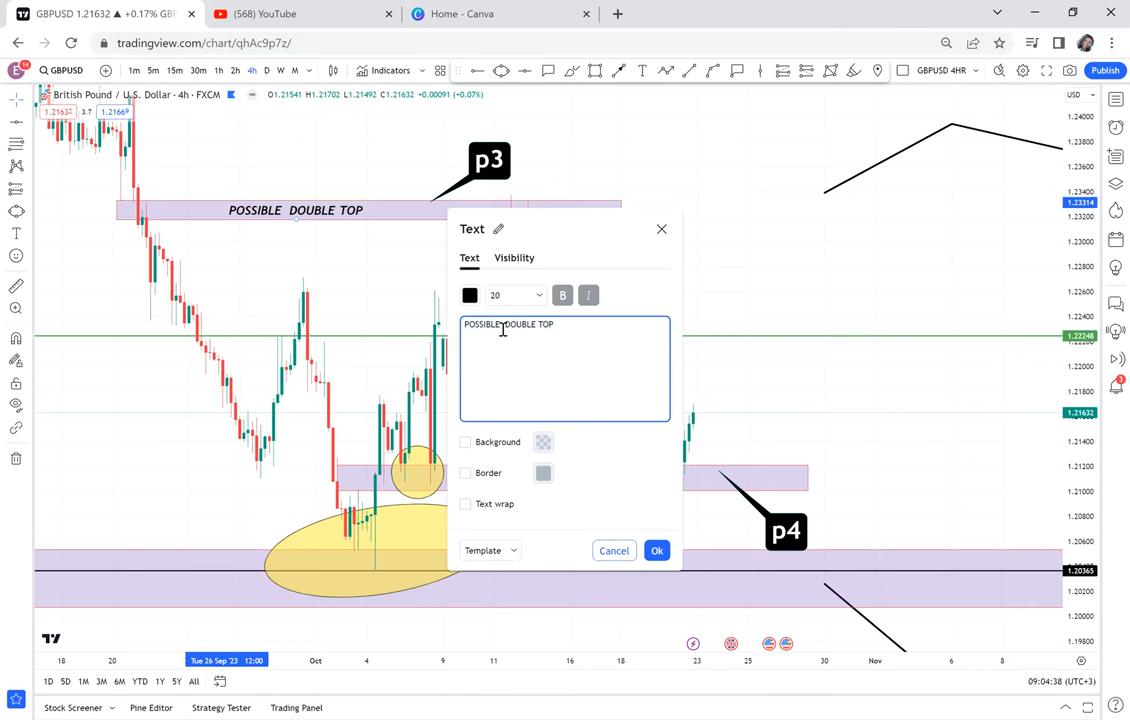 GBPUSD 1.21632 ▲ +0.17% GBP
(568) YouTube
Home - Canva
tradingview.com/chart/qhAc9p7z/
E
14
GBPUSD
1m 5m 15m 30m 1h 2h 4h D W M
Indicators
T
GBPUSD 4HR
Publish
British Pound / U.S. Dollar · 4h · FXCM
O1.21541 H1.21702 L1.21492 C1.21632 +0.00091 (+0.07%)
USD
1.21632
3.7
1.21669
1.24000
1.23600
1.23400
1.23314
1.23200
1.23000
1.22800
1.22600
1.22400
1.22248
1.22000
1.21800
1.21632
1.21400
1.21200
1.21000
1.20800
1.20600
1.20365
1.20200
1.20000
1.19800
p3
POSSIBLE DOUBLE TOP
Text
Text
Visibility
20
B
I
POSSIBLE DOUBLE TOP
Background
Border
Text wrap
Template
Cancel
Ok
p4
3
18 20 Tue 26 Sep '23 12:00 Oct 4 9 11 16 18 23 25 30 Nov 6 8
1D 5D 1M 3M 6M YTD 1Y 5Y All
09:04:38 (UTC+3)
Stock Screener
Pine Editor
Strategy Tester
Trading Panel